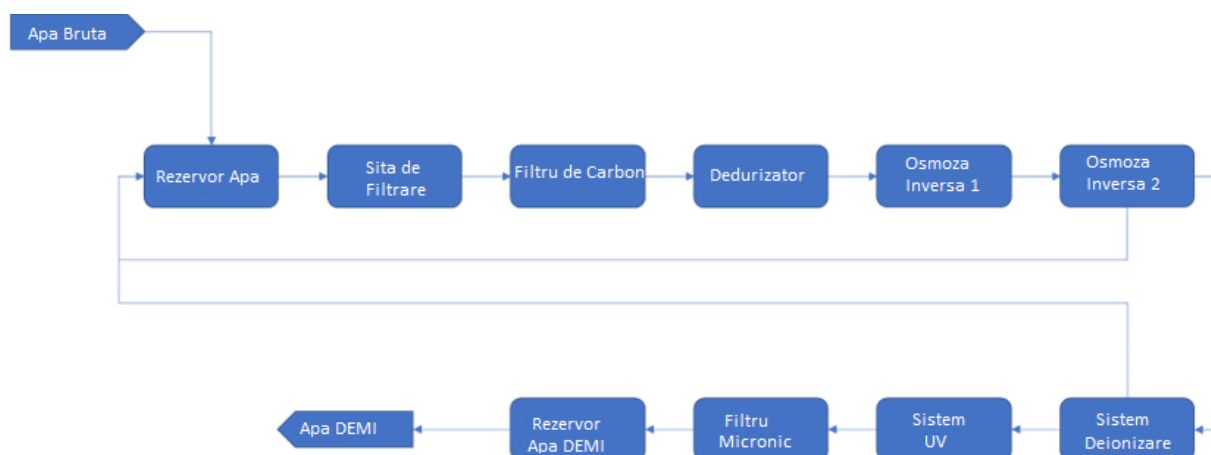 Apa Bruta
Rezervor Apa
Sita de
Filtrare
Filtru de Carbon
Dedurizator
Osmoza
Inversa 1
Osmoza
Inversa 2
Apa DEMI
Rezervor
Apa DEMI
Filtru
Micronic
Sistem
UV
Sistem
Deionizare